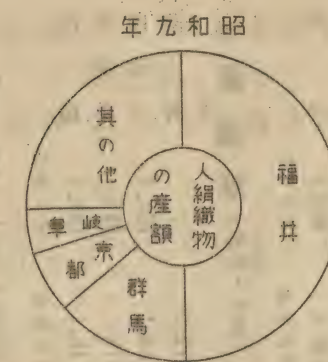 昭和九年
人絹織物
の産額
福井
群馬
京都
岐阜
其の他